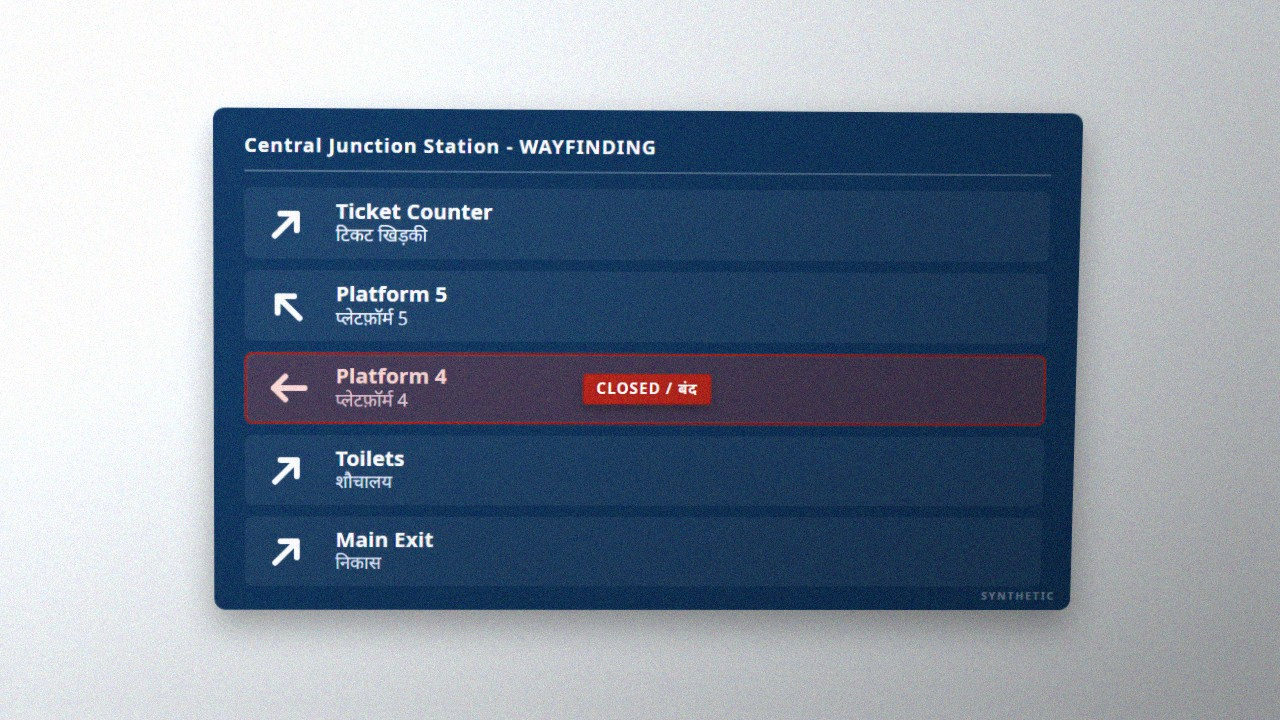 Central Junction Station - WAYFINDING
Ticket Counter
टिकट खिड़की
Platform 5
प्लेटफ़ॉर्म 5
Platform 4
प्लेटफ़ॉर्म 4
CLOSED / बंद
Toilets
शौचालय
Main Exit
निकास
SYNTHETIC